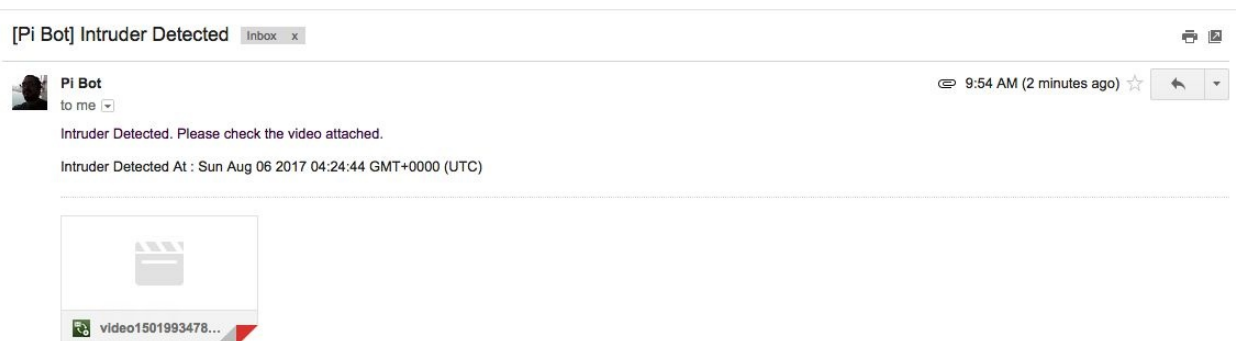 [Pi Bot] Intruder Detected Inbox x
Pi Bot 9:54 AM (2 minutes ago)
to me
Intruder Detected. Please check the video attached.
Intruder Detected At : Sun Aug 06 2017 04:24:44 GMT+0000 (UTC)
video1501993478...